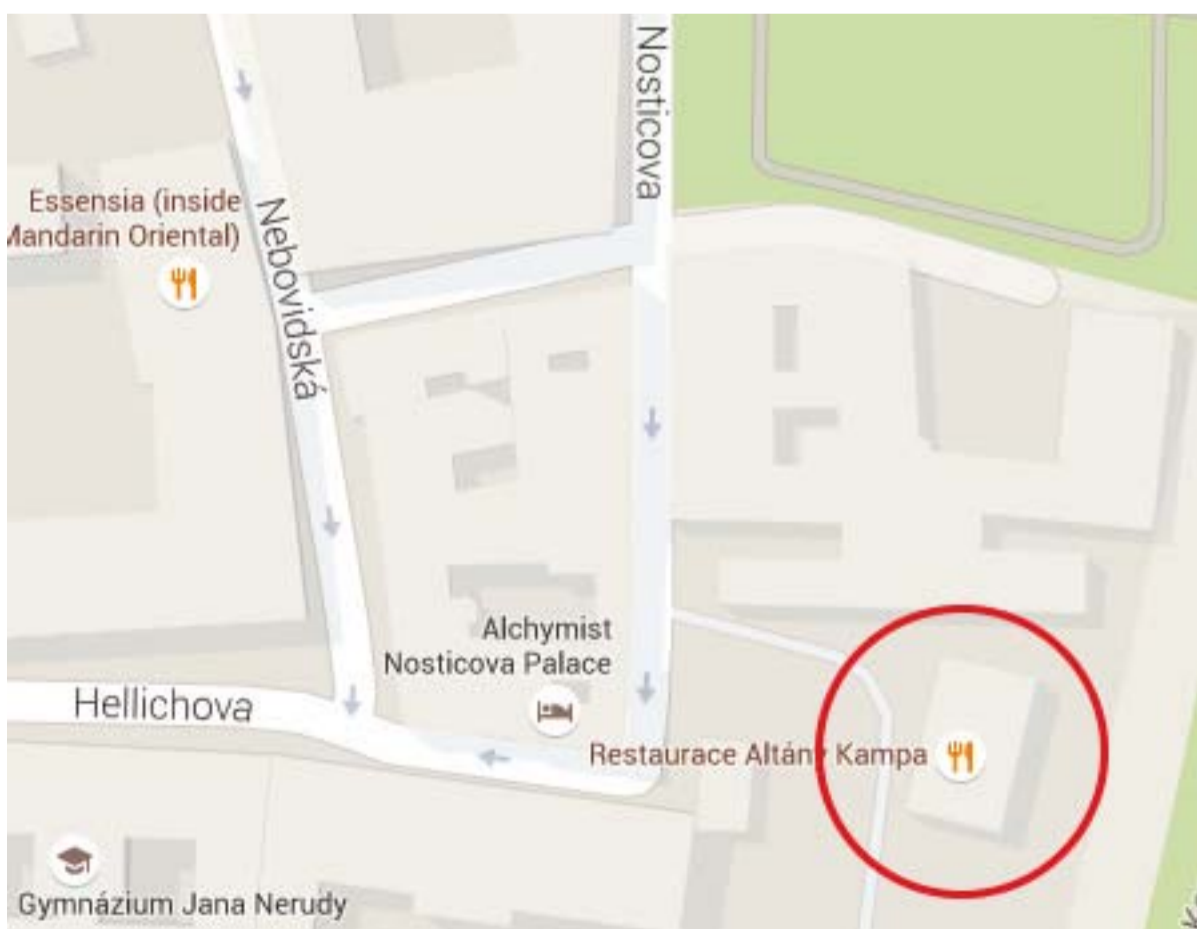 Nosticova
Essensia (inside
Mandarin Oriental)
Nebovidská
Alchymist
Nosticova Palace
Hellichova
Restaurace Altány Kampa
Gymnázium Jana Nerudy